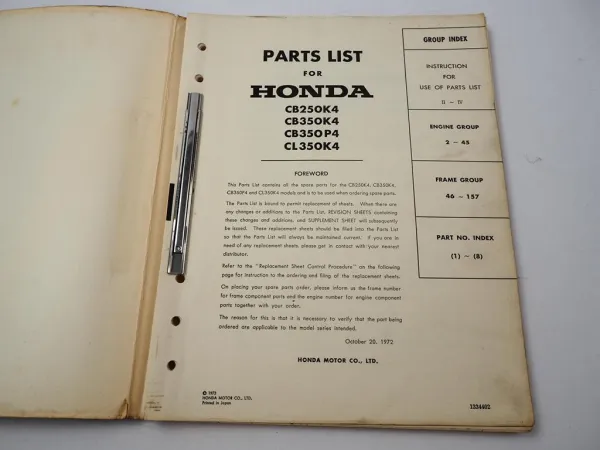 PARTS LIST
FOR
HONDA
CB250K4
CB350K4
CB350P4
CL350K4
FOREWORD
This Parts List contains all the spare parts for the CB250K4, CB350K4,
CB350P4 and CL350K4 models and is to be used when ordering spare parts.
The Parts List is bound to permit replacement of sheets. When there are
any changes or additions to the Parts List, REVISION SHEETS containing
these changes and additions, and SUPPLEMENT SHEET will subsequently
be issued. These replacement sheets should be filed into the Parts List
so that the Parts List will always be maintained current. If you are in
need of any replacement sheets please get in contact with your nearest
distributor.
Refer to the "Replacement Sheet Control Procedure" on the following
page for instruction to the ordering and filing of the replacement sheets.
On placing your spare parts order, please inform us the frame number
for frame component parts and the engine number for engine component
parts together with your order.
The reason for this is that it is necessary to verify that the part being
ordered are applicable to the model series intended.
October 20, 1972
HONDA MOTOR CO., LTD.
© 1972
HONDA MOTOR CO., LTD.
Printed in Japan
1334402
GROUP INDEX
INSTRUCTION
FOR
USE OF PARTS LIST
II – IV
ENGINE GROUP
2 – 45
FRAME GROUP
46 – 157
PART NO. INDEX
(1) – (8)